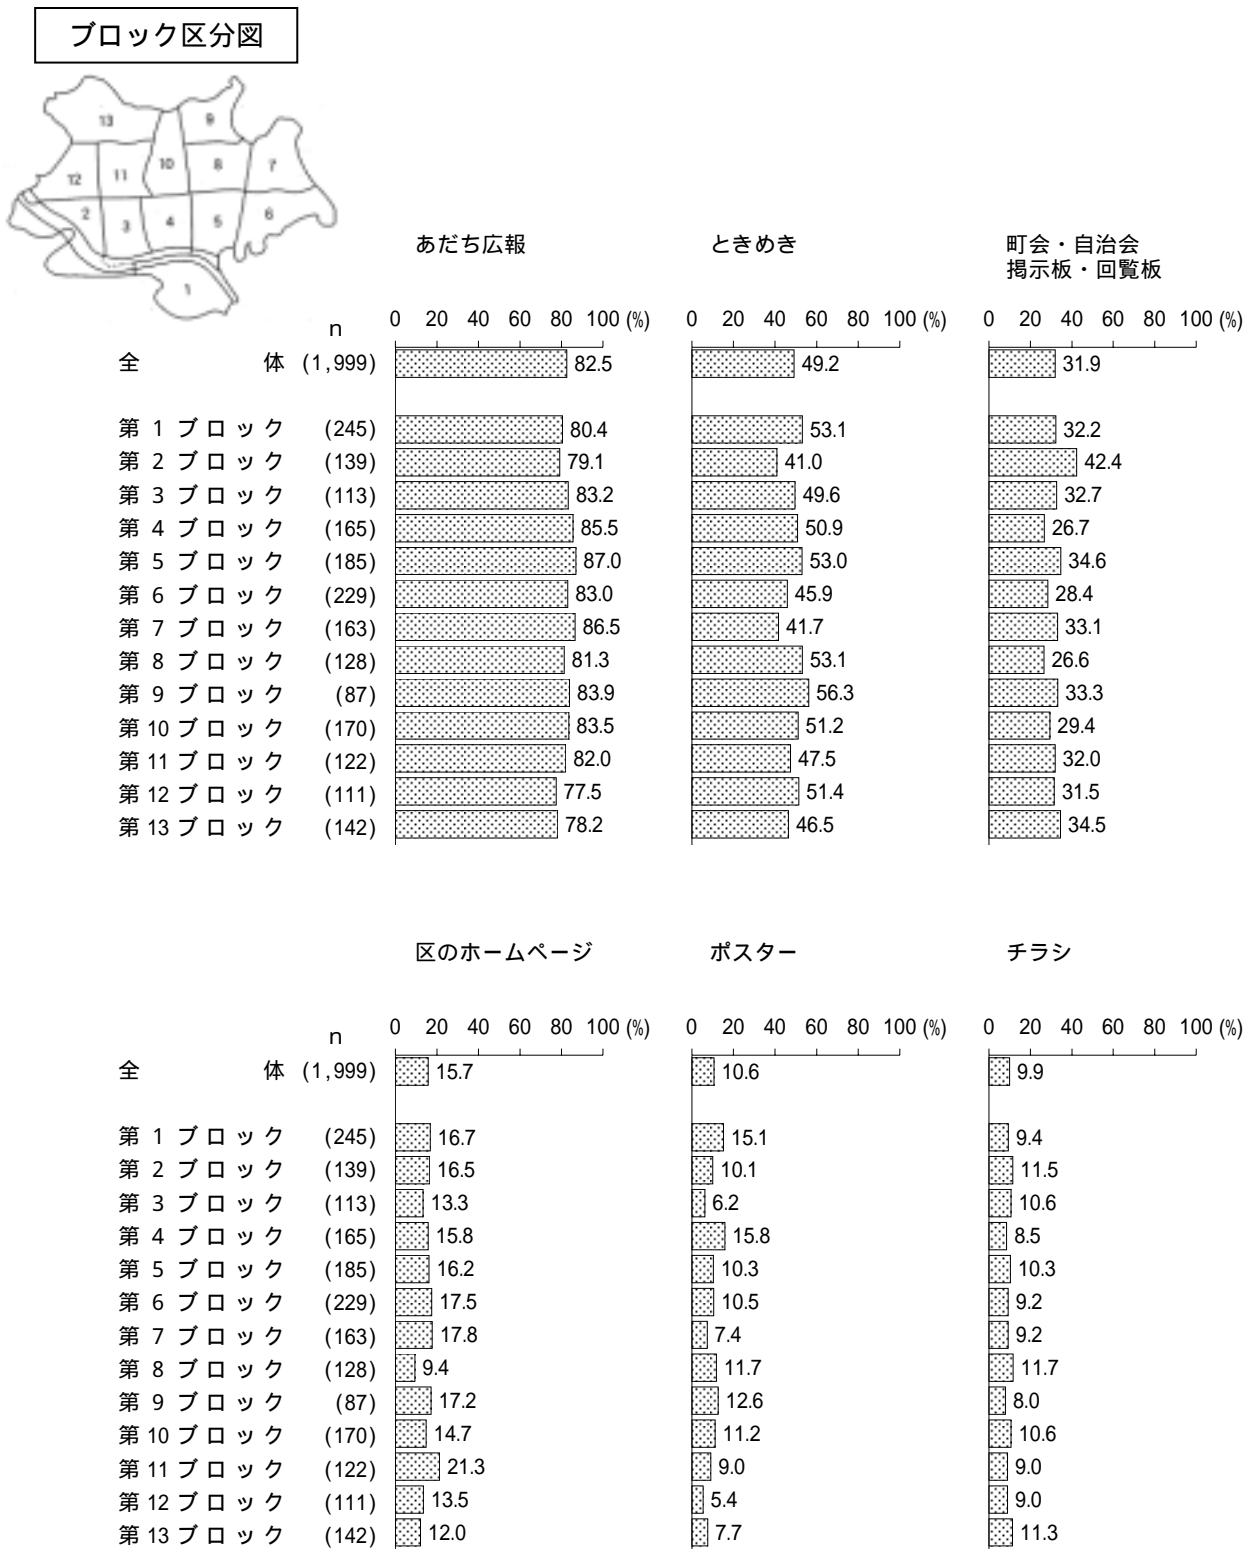 ブロック区分図
13
9
10
8
7
12
11
2
3
4
5
6
1
あだち広報 ときめき 町会・自治会
掲示板・回覧板
n 0 20 40 60 80 100 (%) 0 20 40 60 80 100 (%) 0 20 40 60 80 100 (%)
全 体 (1,999) 82.5 49.2 31.9
第 1 ブロック (245) 80.4 53.1 32.2
第 2 ブロック (139) 79.1 41.0 42.4
第 3 ブロック (113) 83.2 49.6 32.7
第 4 ブロック (165) 85.5 50.9 26.7
第 5 ブロック (185) 87.0 53.0 34.6
第 6 ブロック (229) 83.0 45.9 28.4
第 7 ブロック (163) 86.5 41.7 33.1
第 8 ブロック (128) 81.3 53.1 26.6
第 9 ブロック (87) 83.9 56.3 33.3
第 10 ブロック (170) 83.5 51.2 29.4
第 11 ブロック (122) 82.0 47.5 32.0
第 12 ブロック (111) 77.5 51.4 31.5
第 13 ブロック (142) 78.2 46.5 34.5
区のホームページ ポスター チラシ
n 0 20 40 60 80 100 (%) 0 20 40 60 80 100 (%) 0 20 40 60 80 100 (%)
全 体 (1,999) 15.7 10.6 9.9
第 1 ブロック (245) 16.7 15.1 9.4
第 2 ブロック (139) 16.5 10.1 11.5
第 3 ブロック (113) 13.3 6.2 10.6
第 4 ブロック (165) 15.8 15.8 8.5
第 5 ブロック (185) 16.2 10.3 10.3
第 6 ブロック (229) 17.5 10.5 9.2
第 7 ブロック (163) 17.8 7.4 9.2
第 8 ブロック (128) 9.4 11.7 11.7
第 9 ブロック (87) 17.2 12.6 8.0
第 10 ブロック (170) 14.7 11.2 10.6
第 11 ブロック (122) 21.3 9.0 9.0
第 12 ブロック (111) 13.5 5.4 9.0
第 13 ブロック (142) 12.0 7.7 11.3